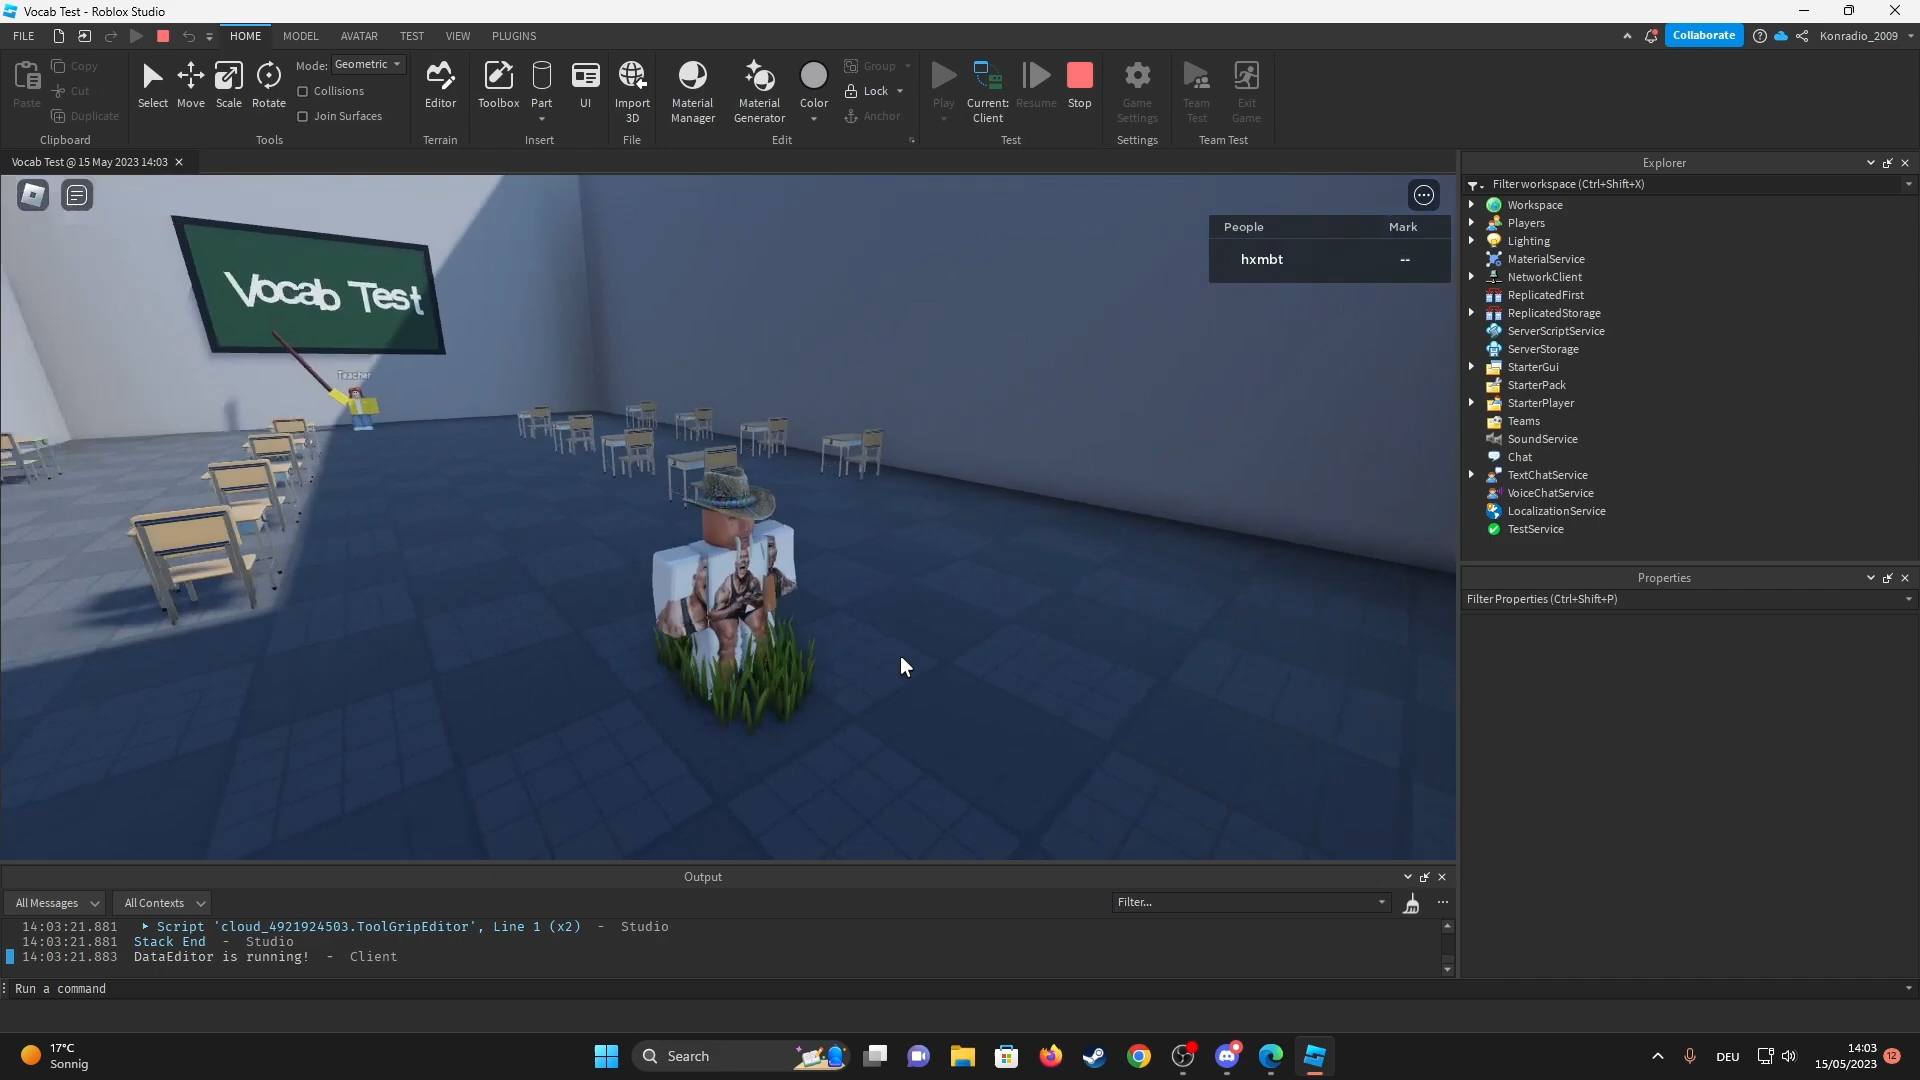 Vocab Test - Roblox Studio
FILE HOME MODEL AVATAR TEST VIEW PLUGINS Collaborate Konradio_2009
Paste Copy Cut Duplicate
Clipboard
Select Move Scale Rotate
Mode: Geometric
Collisions
Join Surfaces
Tools
Editor
Terrain
Toolbox Part UI
Insert
Import 3D
File
Material Manager
Material Generator
Color
Group
Lock
Anchor
Edit
Play
Current: Client
Resume Stop
Test
Game Settings
Settings
Team Test
Exit Game
Team Test
Vocab Test @ 15 May 2023 14:03
Vocab Test
Teacher
People Mark
hxmbt --
Explorer
Filter workspace (Ctrl+Shift+X)
Workspace
Players
Lighting
MaterialService
NetworkClient
ReplicatedFirst
ReplicatedStorage
ServerScriptService
ServerStorage
StarterGui
StarterPack
StarterPlayer
Teams
SoundService
Chat
TextChatService
VoiceChatService
LocalizationService
TestService
Properties
Filter Properties (Ctrl+Shift+P)
Output
All Messages All Contexts Filter...
14:03:21.881 Script 'cloud_4921924503.ToolGripEditor', Line 1 (x2) - Studio
14:03:21.881 Stack End - Studio
14:03:21.883 DataEditor is running! - Client
Run a command
17°C
Sonnig
Search
DEU
14:03
15/05/2023
12